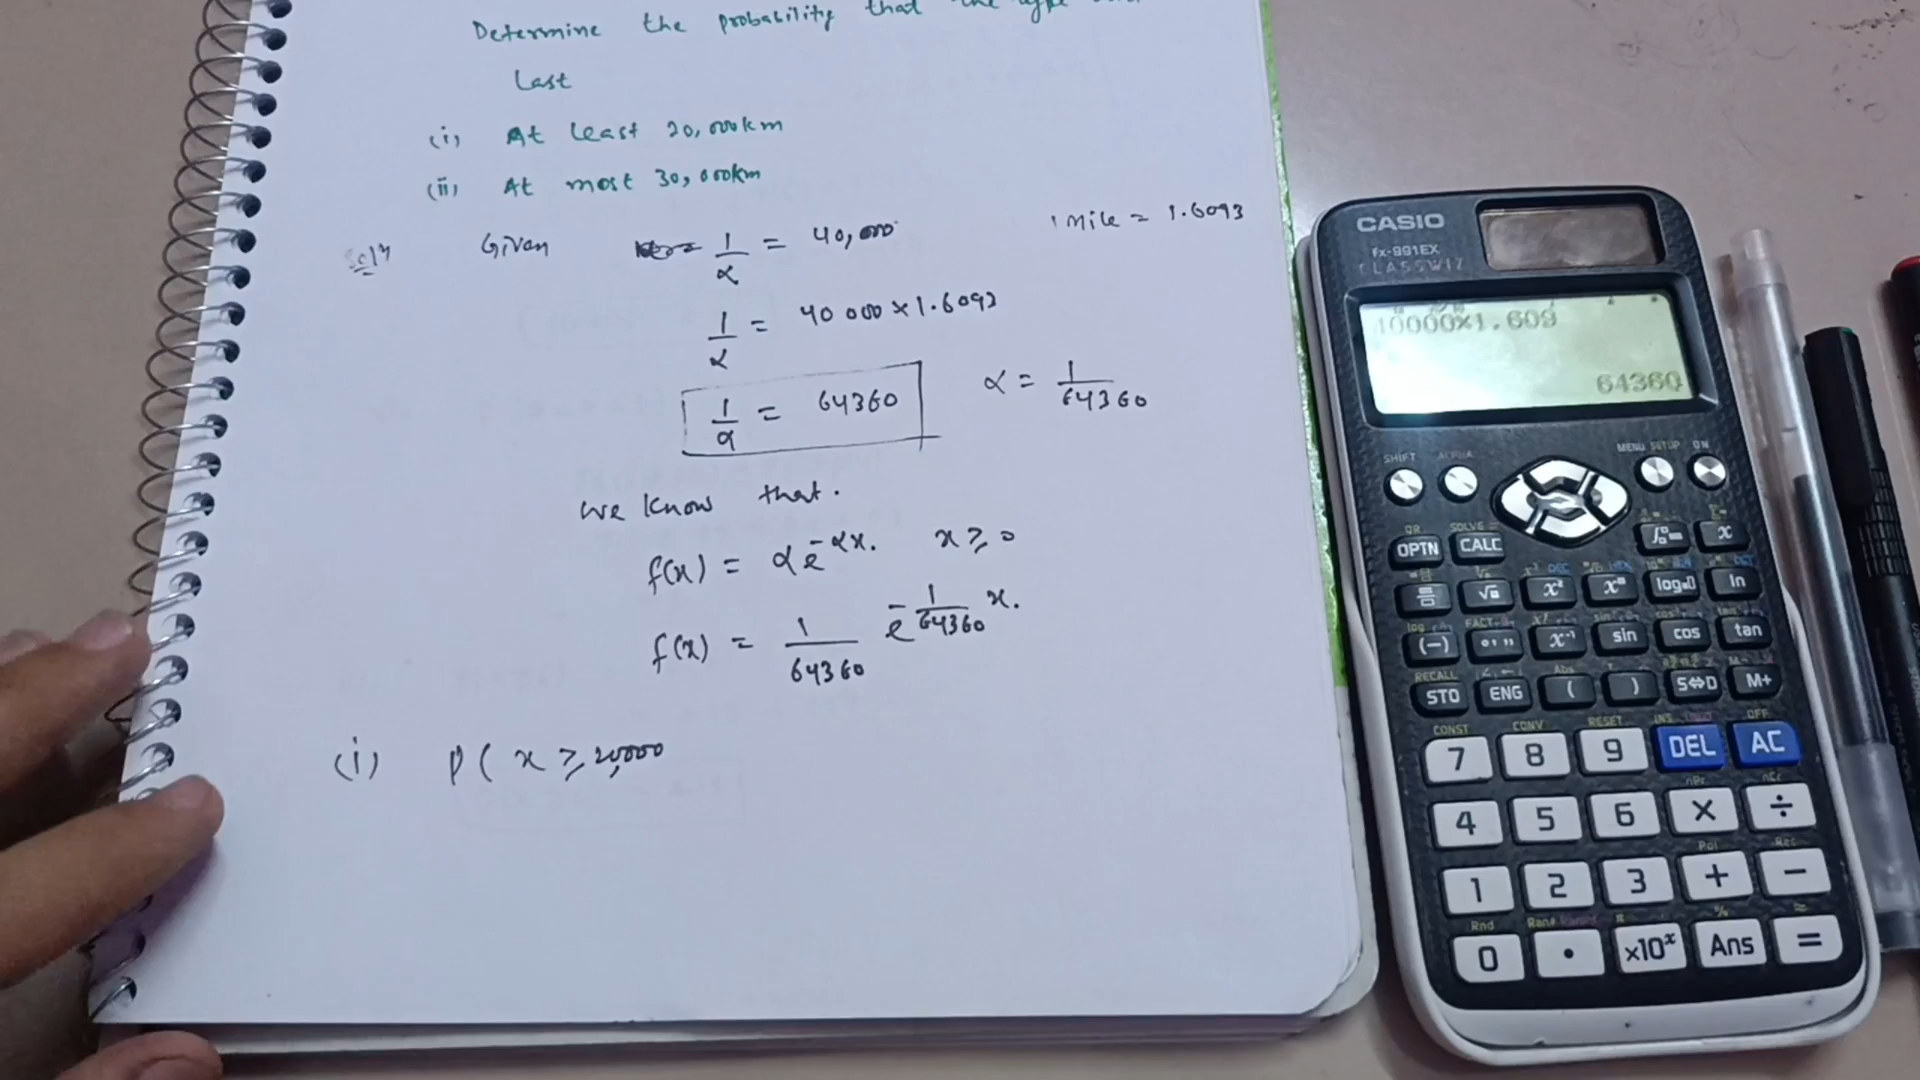 Determine the probability that the
last
(i) At least 20,000km
(ii) At most 30,000km
Soln Given 1/α = 40,000 1 mile = 1.6093
1/α = 40000 × 1.6093
1/α = 64360 α = 1/64360
We know that.
f(x) = αe^-αx. x ≥ 0
f(x) = 1/64360 e^-1/64360 x.
(i) P( x ≥ 20,000
CASIO
fx-991EX
CLASSWIZ
40000×1.609
64360
SHIFT ALPHA MENU SETUP ON
OPTN CALC x
log ln
(-) sin cos tan
STO ENG ( ) S⇔D M+
7 8 9 DEL AC
4 5 6 × ÷
1 2 3 + −
0 • ×10^x Ans =